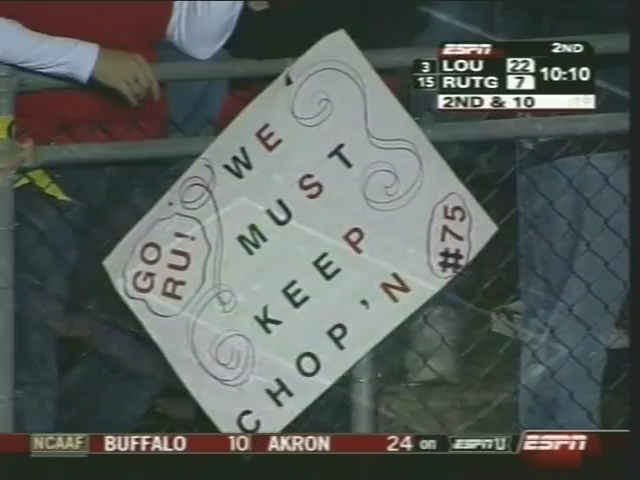 ESPN 2ND
3 LOU 22
15 RUTG 7 10:10
2ND & 10
WE
MUST
KEEP
CHOP'N
GO
RU!
#75
NCAAF BUFFALO 10 AKRON 24 on ESPNU ESPN